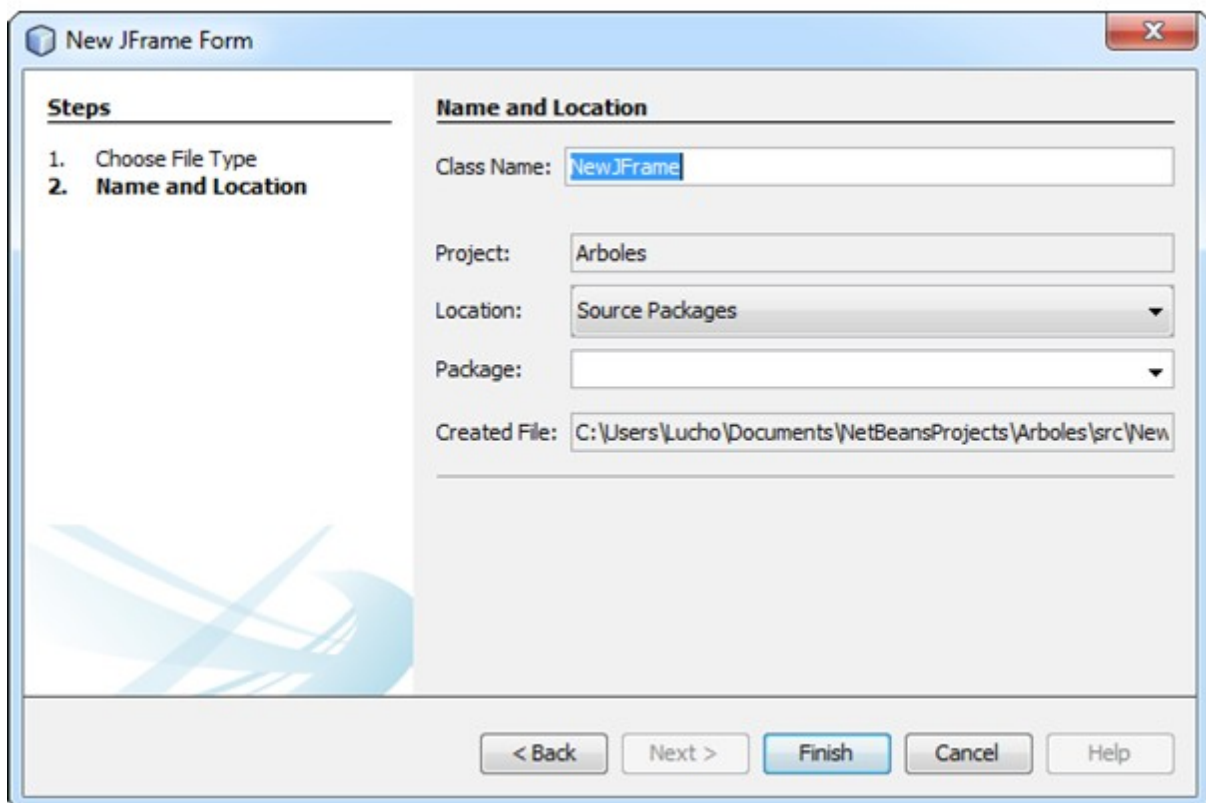 New JFrame Form
Steps
1. Choose File Type
2. Name and Location
Name and Location
Class Name: NewJFrame
Project: Arboles
Location: Source Packages
Package:
Created File: C:\Users\Lucho\Documents\NetBeansProjects\Arboles\src\New
< Back Next > Finish Cancel Help